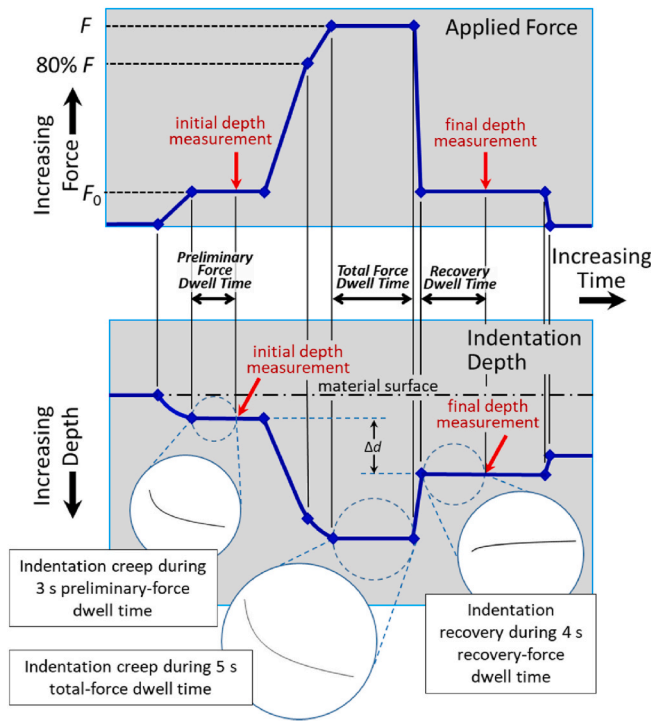 F
Applied Force
80% F
Increasing
Force
initial depth
measurement
final depth
measurement
F₀
Preliminary
Force
Dwell Time
Total Force
Dwell Time
Recovery
Dwell Time
Increasing
Time
Indentation
Depth
initial depth
measurement
material surface
final depth
measurement
Increasing
Depth
Δd
Indentation creep during
3 s preliminary-force
dwell time
Indentation
recovery during 4 s
recovery-force
dwell time
Indentation creep during 5 s
total-force dwell time